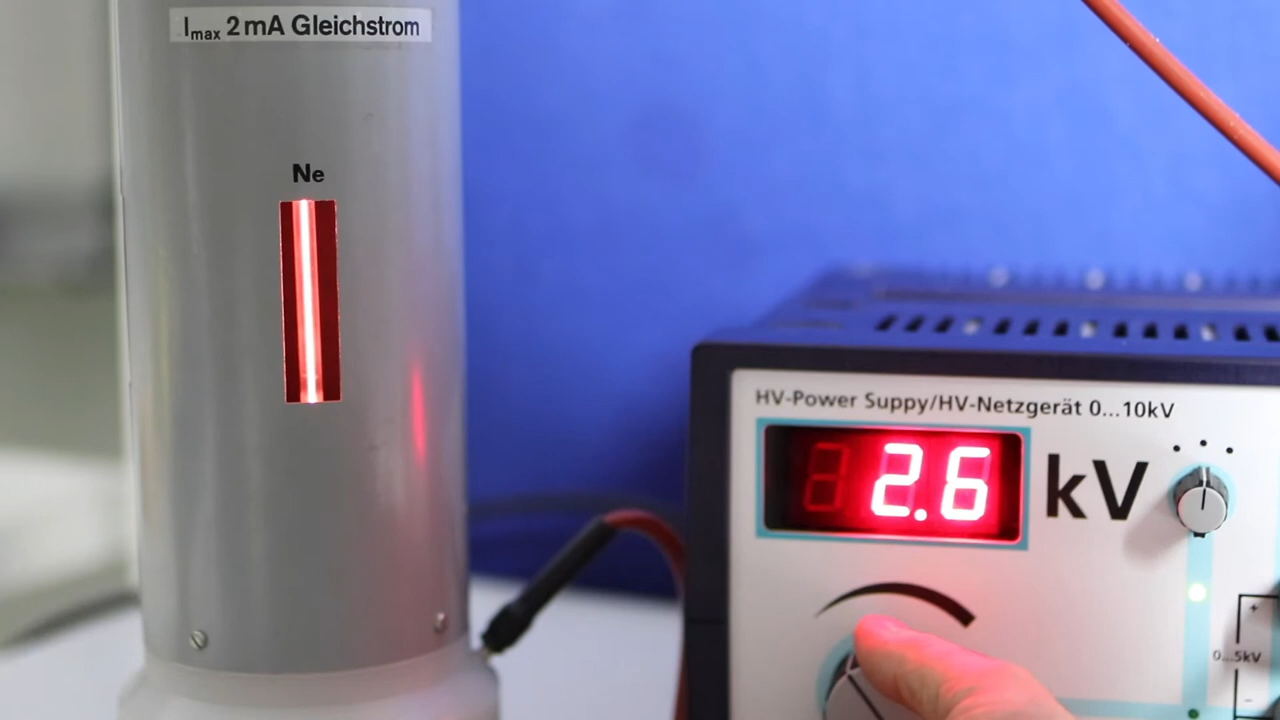 Imax 2 mA Gleichstrom
Ne
HV-Power Suppy/HV-Netzgerät 0...10kV
2.6 kV
0...5kV
+
-